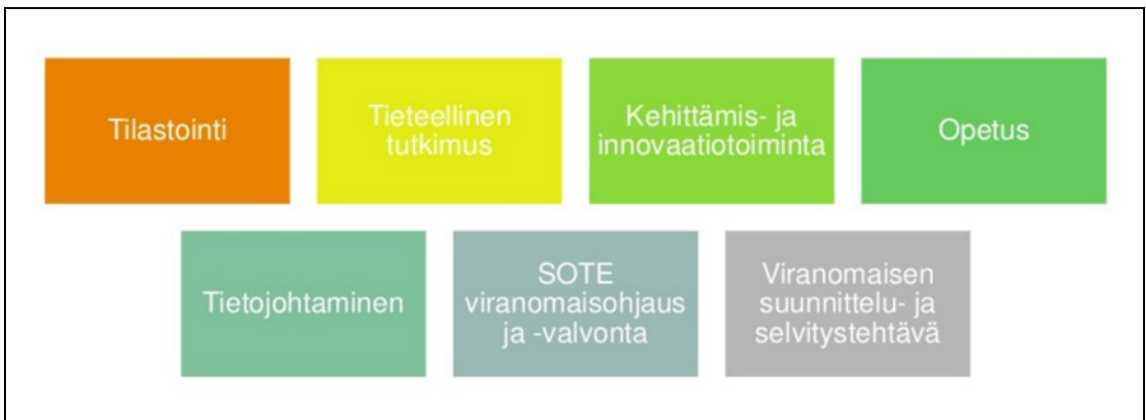 Tilastointi
Tieteellinen
tutkimus
Kehittämis- ja
innovaatiotoiminta
Opetus
Tietojohtaminen
SOTE
viranomaisohjaus
ja -valvonta
Viranomaisen
suunnittelu- ja
selvitystehtävä